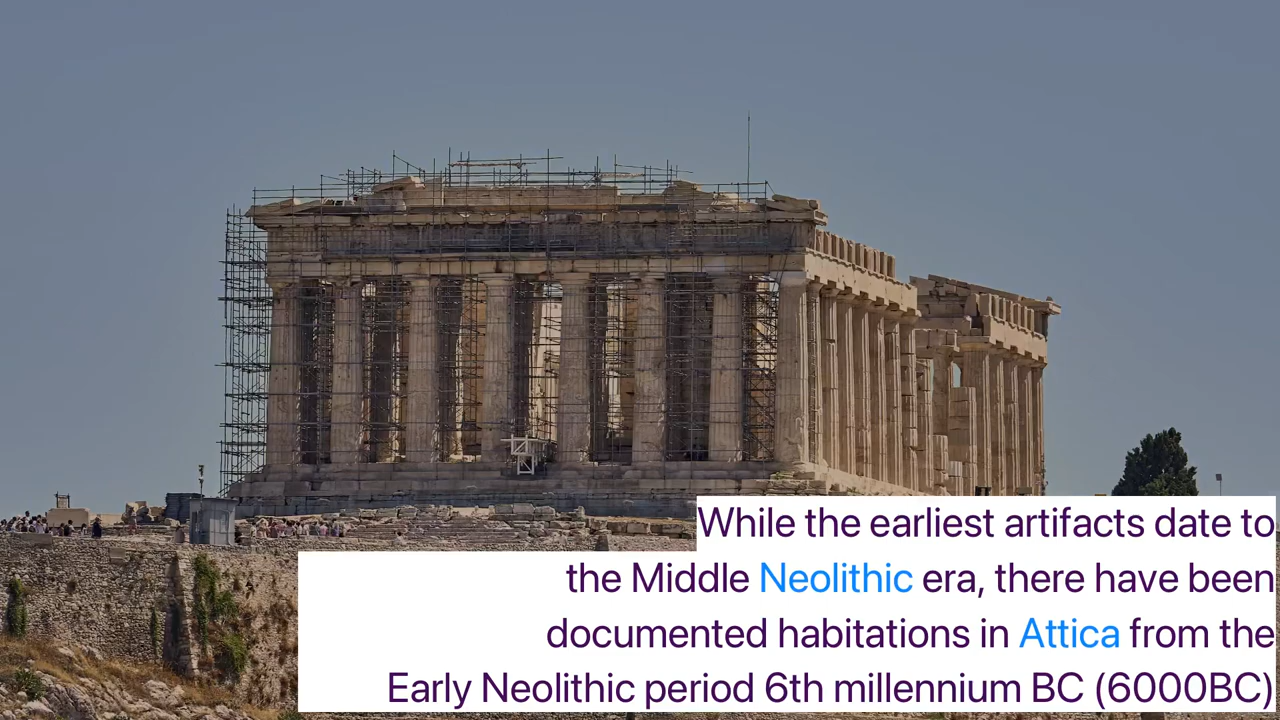 While the earliest artifacts date to
the Middle Neolithic era, there have been
documented habitations in Attica from the
Early Neolithic period 6th millennium BC (6000BC)